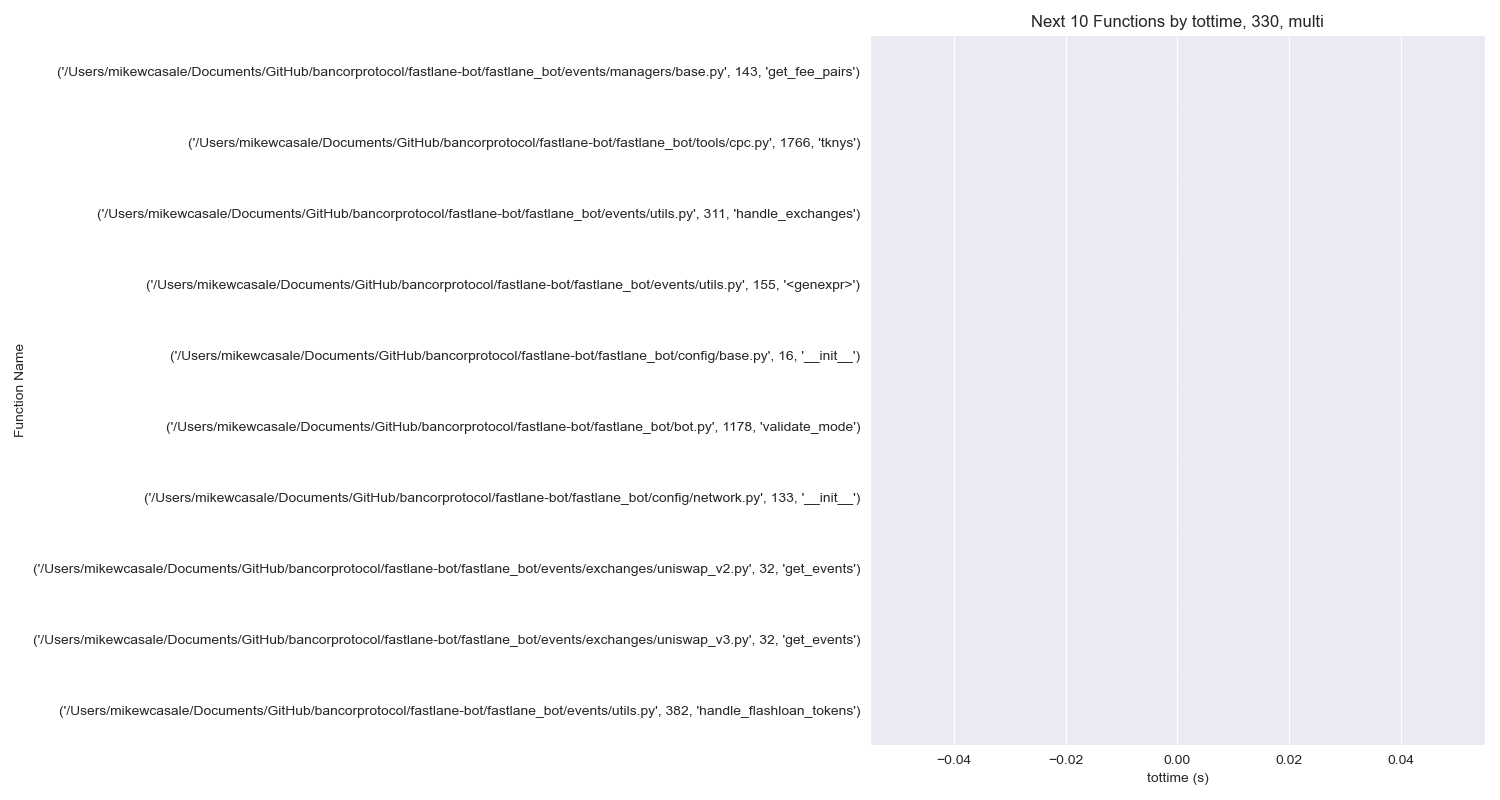 Next 10 Functions by tottime, 330, multi
('/Users/mikewcasale/Documents/GitHub/bancorprotocol/fastlane-bot/fastlane_bot/events/managers/base.py', 143, 'get_fee_pairs')
('/Users/mikewcasale/Documents/GitHub/bancorprotocol/fastlane-bot/fastlane_bot/tools/cpc.py', 1766, 'tknys')
('/Users/mikewcasale/Documents/GitHub/bancorprotocol/fastlane-bot/fastlane_bot/events/utils.py', 311, 'handle_exchanges')
('/Users/mikewcasale/Documents/GitHub/bancorprotocol/fastlane-bot/fastlane_bot/events/utils.py', 155, '<genexpr>')
('/Users/mikewcasale/Documents/GitHub/bancorprotocol/fastlane-bot/fastlane_bot/config/base.py', 16, '__init__')
('/Users/mikewcasale/Documents/GitHub/bancorprotocol/fastlane-bot/fastlane_bot/bot.py', 1178, 'validate_mode')
('/Users/mikewcasale/Documents/GitHub/bancorprotocol/fastlane-bot/fastlane_bot/config/network.py', 133, '__init__')
('/Users/mikewcasale/Documents/GitHub/bancorprotocol/fastlane-bot/fastlane_bot/events/exchanges/uniswap_v2.py', 32, 'get_events')
('/Users/mikewcasale/Documents/GitHub/bancorprotocol/fastlane-bot/fastlane_bot/events/exchanges/uniswap_v3.py', 32, 'get_events')
('/Users/mikewcasale/Documents/GitHub/bancorprotocol/fastlane-bot/fastlane_bot/events/utils.py', 382, 'handle_flashloan_tokens')
Function Name
−0.04 −0.02 0.00 0.02 0.04
tottime (s)